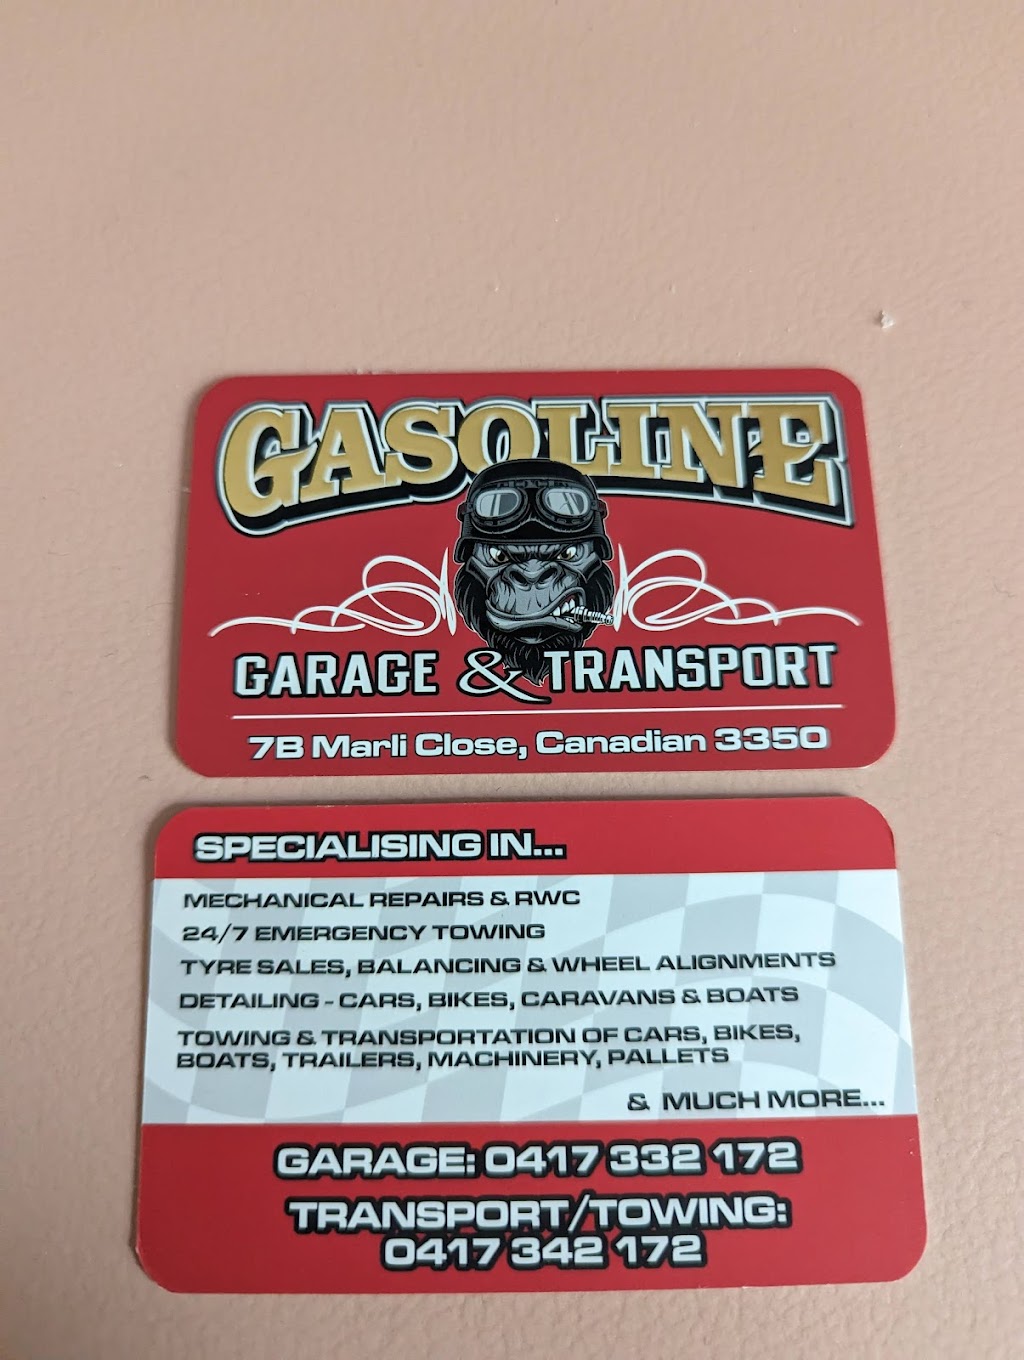 GASOLINE
GARAGE & TRANSPORT
7B Marli Close, Canadian 3350
SPECIALISING IN...
MECHANICAL REPAIRS & RWC
24/7 EMERGENCY TOWING
TYRE SALES, BALANCING & WHEEL ALIGNMENTS
DETAILING - CARS, BIKES, CARAVANS & BOATS
TOWING & TRANSPORTATION OF CARS, BIKES,
BOATS, TRAILERS, MACHINERY, PALLETS
& MUCH MORE...
GARAGE: 0417 332 172
TRANSPORT/TOWING:
0417 342 172